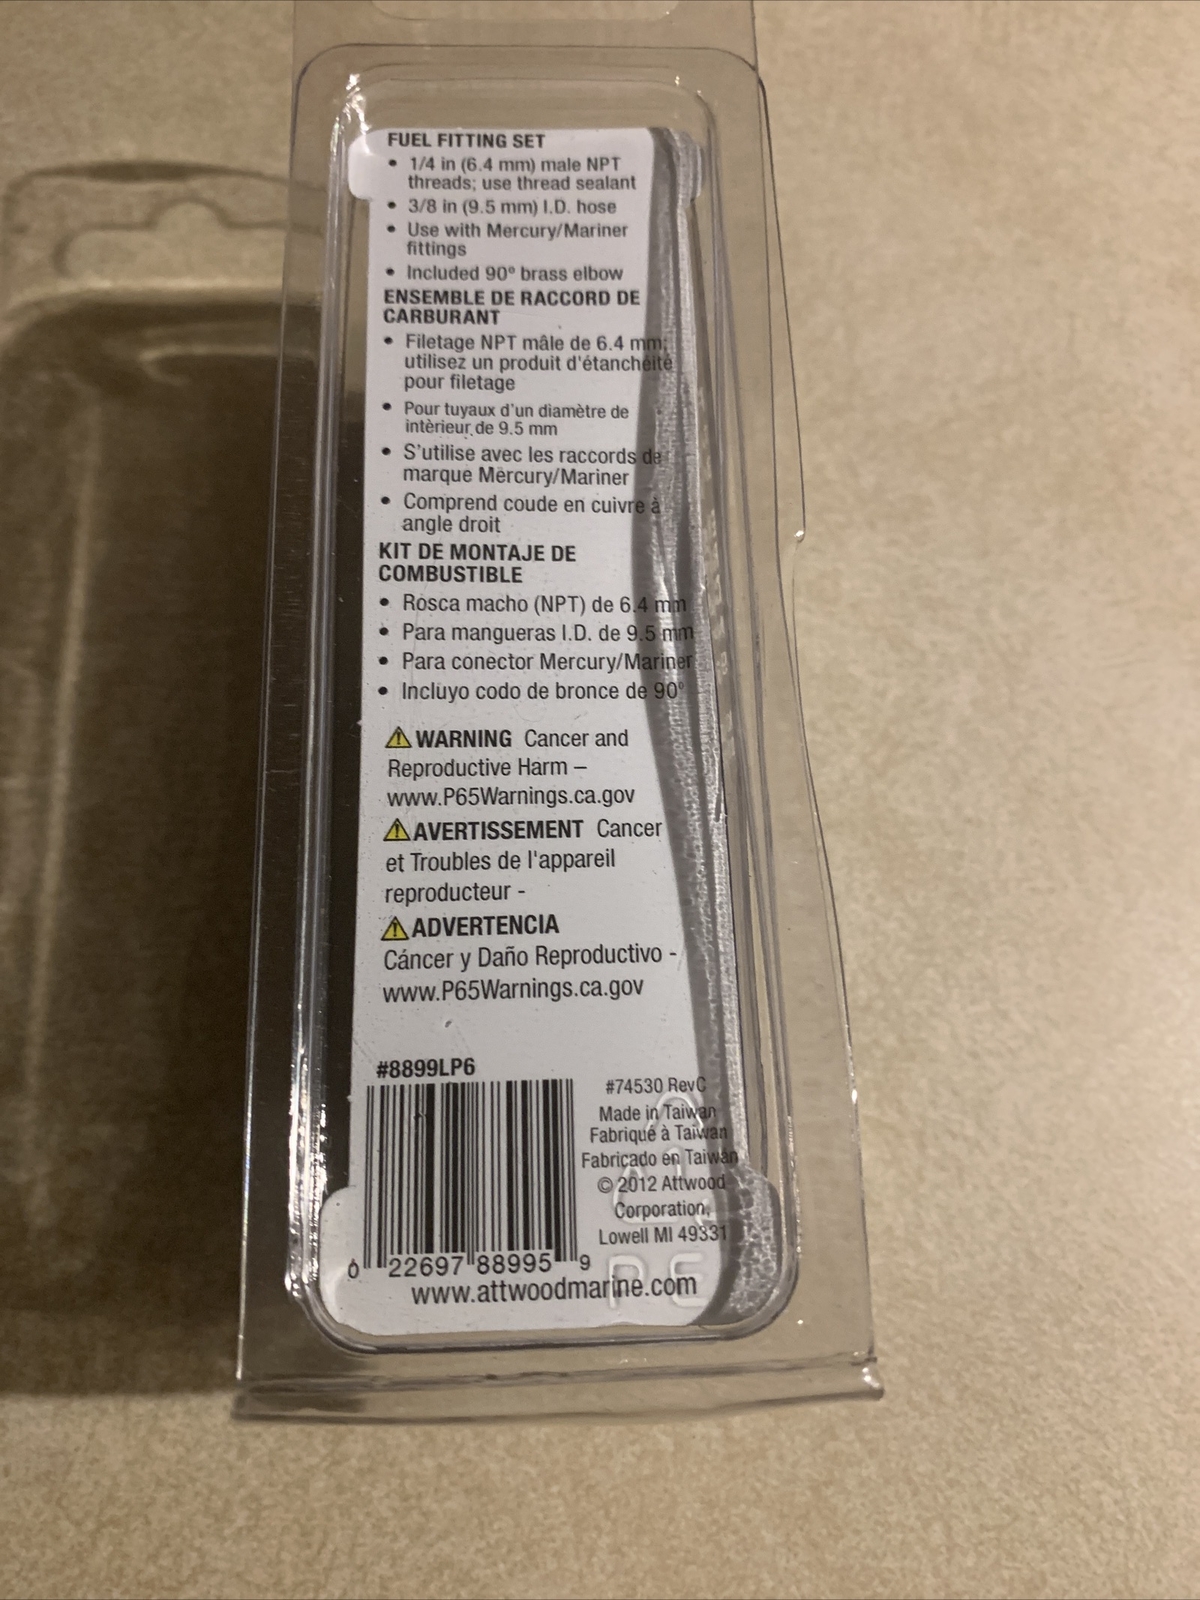 FUEL FITTING SET
• 1/4 in (6.4 mm) male NPT
threads; use thread sealant
• 3/8 in (9.5 mm) I.D. hose
• Use with Mercury/Mariner
fittings
• Included 90º brass elbow
ENSEMBLE DE RACCORD DE
CARBURANT
• Filetage NPT mâle de 6.4 mm;
utilisez un produit d'étanchéité
pour filetage
• Pour tuyaux d'un diamètre de
intèrieur de 9.5 mm
• S'utilise avec les raccords de
marque Mercury/Mariner
• Comprend coude en cuivre à
angle droit
KIT DE MONTAJE DE
COMBUSTIBLE
• Rosca macho (NPT) de 6.4 mm
• Para mangueras I.D. de 9.5 mm
• Para conector Mercury/Mariner
• Incluyo codo de bronce de 90º
WARNING Cancer and
Reproductive Harm –
www.P65Warnings.ca.gov
AVERTISSEMENT Cancer
et Troubles de l'appareil
reproducteur -
ADVERTENCIA
Cáncer y Daño Reproductivo -
www.P65Warnings.ca.gov
#8899LP6
#74530 RevC
Made in Taiwan
Fabriqué à Taiwan
Fabricado en Taiwan
© 2012 Attwood
Corporation,
Lowell MI 49331
0 22697 88995 9
www.attwoodmarine.com